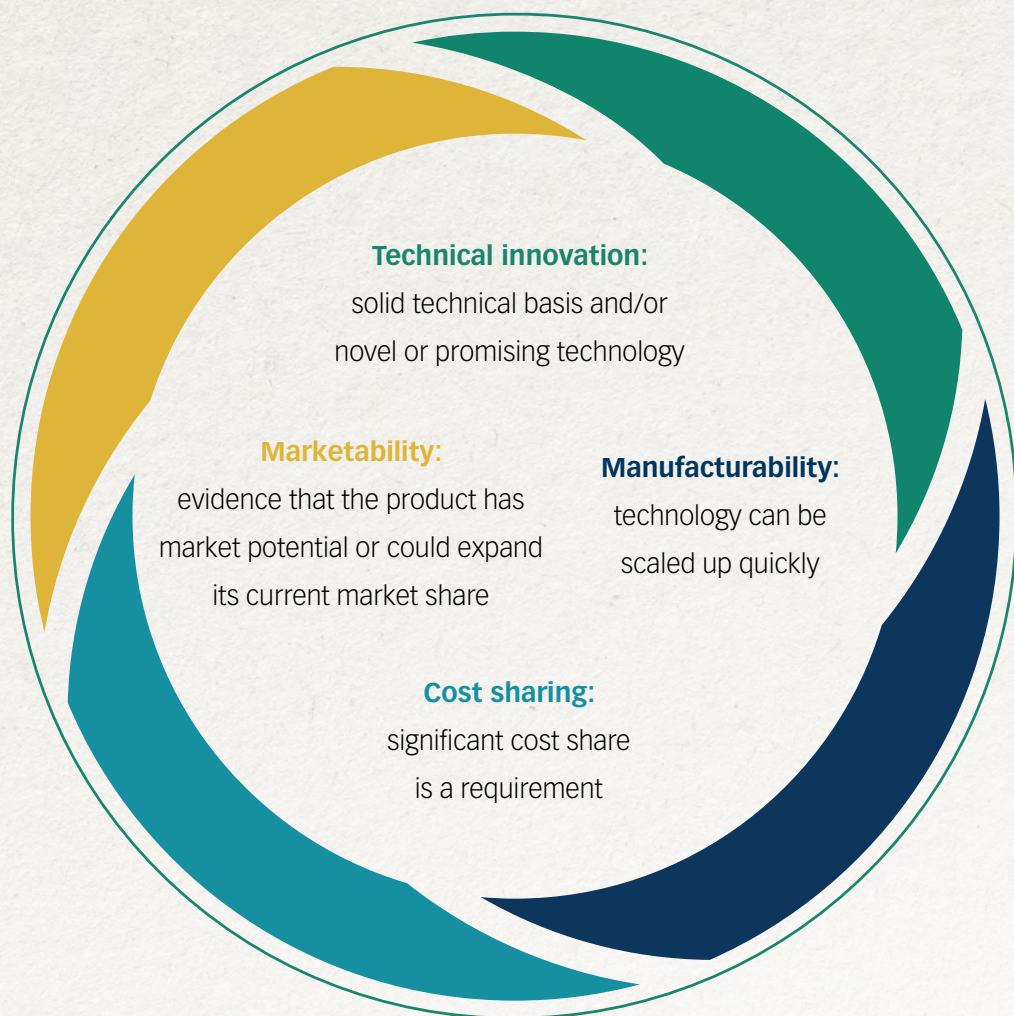 Technical innovation:
solid technical basis and/or
novel or promising technology
Marketability:
evidence that the product has
market potential or could expand
its current market share
Manufacturability:
technology can be
scaled up quickly
Cost sharing:
significant cost share
is a requirement